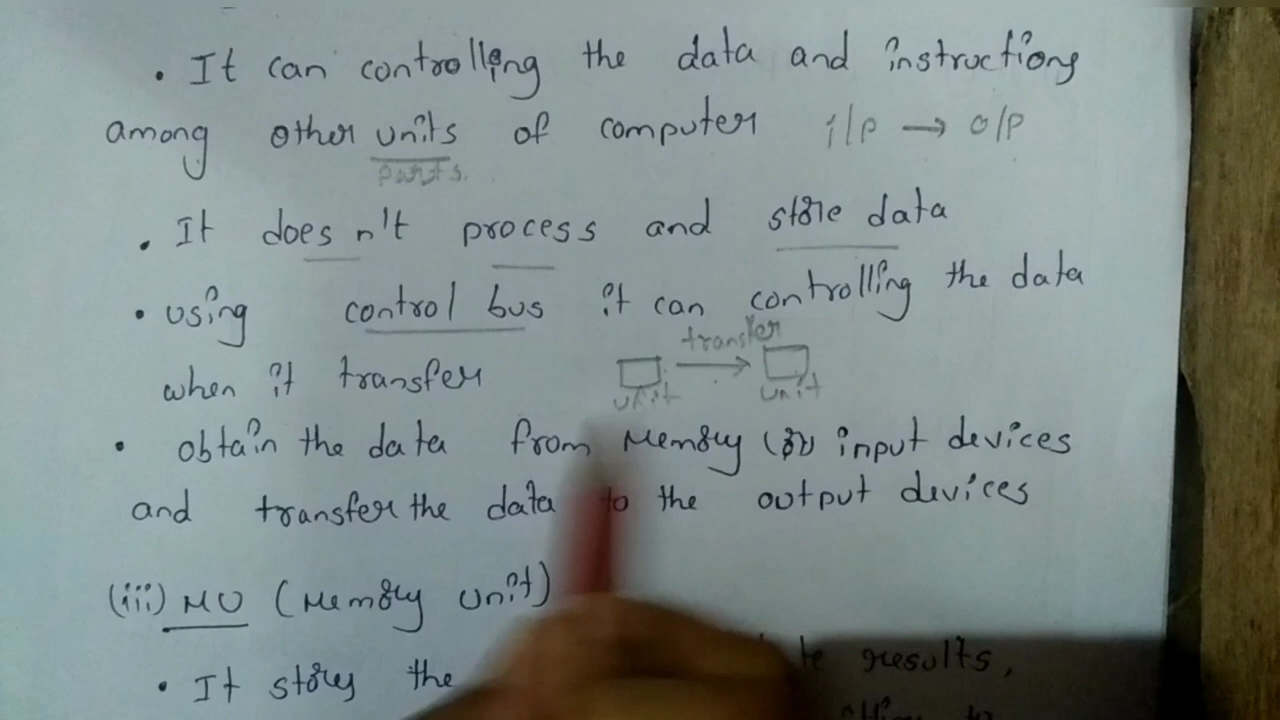 • It can controlling the data and instructions
among other units of computer i/p → o/p
parts.
• It does n't process and store data
• using control bus it can controlling the data
transfer
when it transfer
unit unit
• obtain the data from Memory (or) input devices
and transfer the data to the output devices
(iii) MU (Memory unit)
• It stores the results,
to